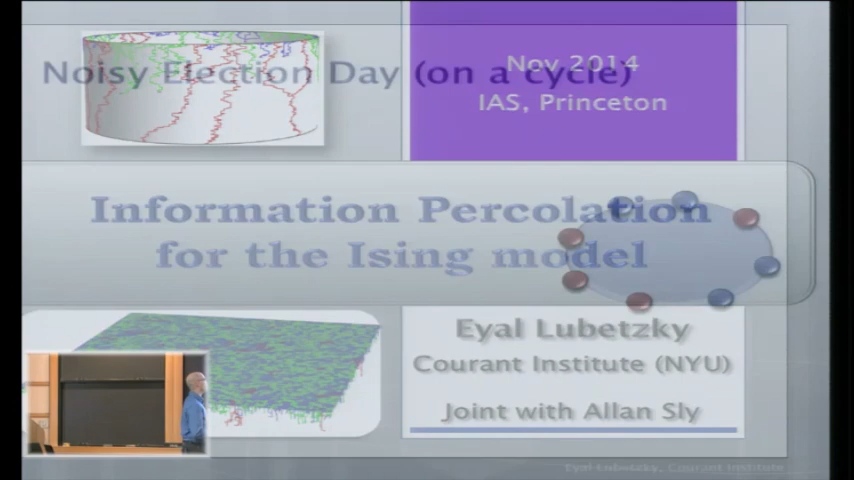 Noisy Election Day (on a cycle)
Nov 2014
IAS, Princeton
Information Percolation
for the Ising model
Eyal Lubetzky
Courant Institute (NYU)
Joint with Allan Sly
Eyal Lubetzky, Courant Institute